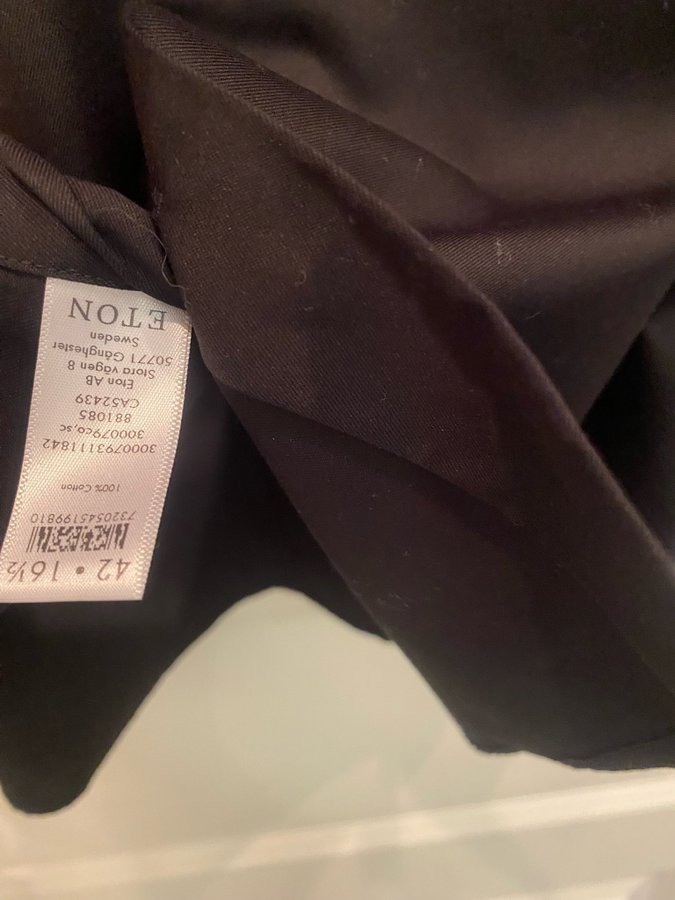 ETON
Sweden
50771 Gånghester
Stora vägen 8
Eton AB
CA52439
881085
300079co,sc
3000793111842
100% Cotton
7320545199810
42 • 16½